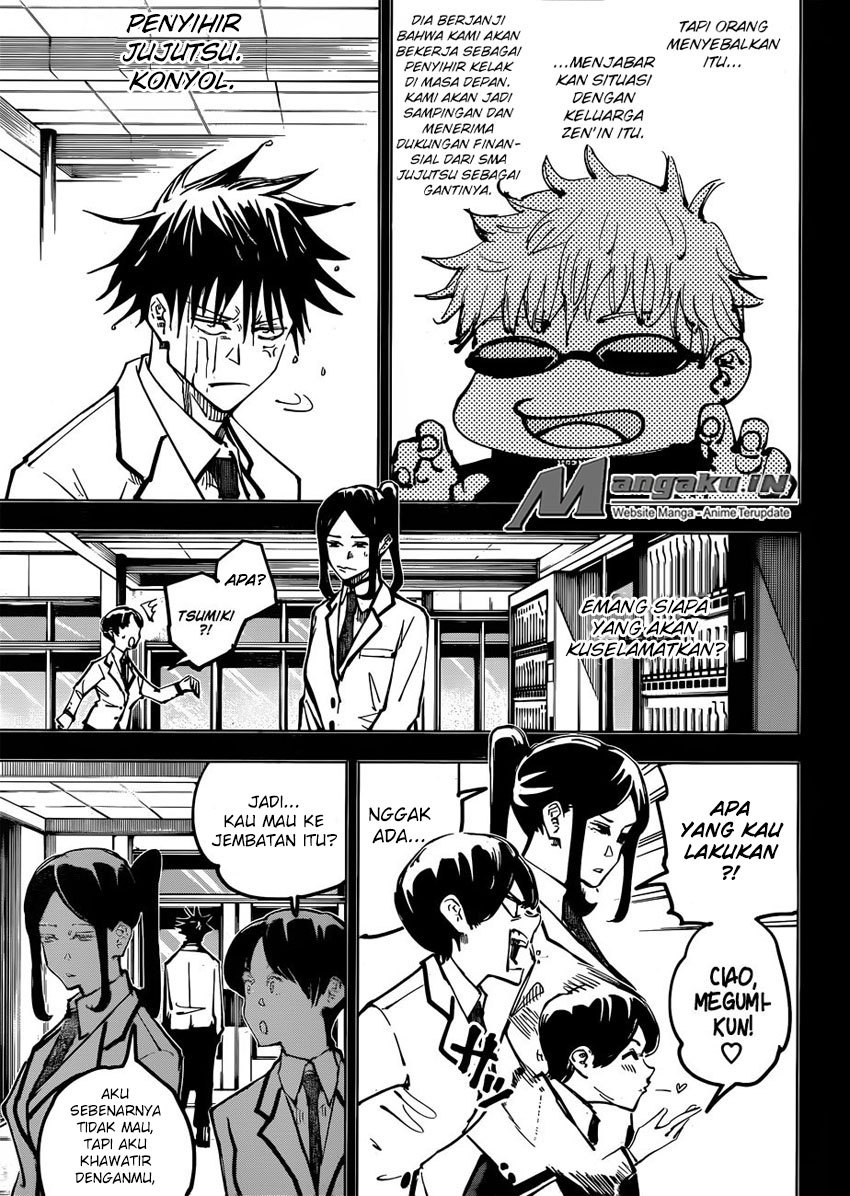 TAPI ORANG
MENYEBALKAN
ITU...
...MENJABAR
KAN SITUASI
DENGAN
KELUARGA
ZEN'IN ITU.
DIA BERJANJI
BAHWA KAMI AKAN
BEKERJA SEBAGAI
PENYIHIR KELAK
DI MASA DEPAN.
KAMI AKAN JADI
SAMPINGAN DAN
MENERIMA
DUKUNGAN FINAN-
SIAL DARI SMA
JUJUTSU SEBAGAI
GANTINYA.
PENYIHIR
JUJUTSU.
KONYOL.
Mangaku iN
Website Manga - Anime Terupdate
EMANG SIAPA
YANG AKAN
KUSELAMATKAN?
APA?
TSUMIKI
?!
APA
YANG KAU
LAKUKAN
?!
NGGAK
ADA...
CIAO,
MEGUMI-
KUN!
♡
ガンッ
JADI...
KAU MAU KE
JEMBATAN ITU?
AKU
SEBENARNYA
TIDAK MAU,
TAPI AKU
KHAWATIR
DENGANMU,